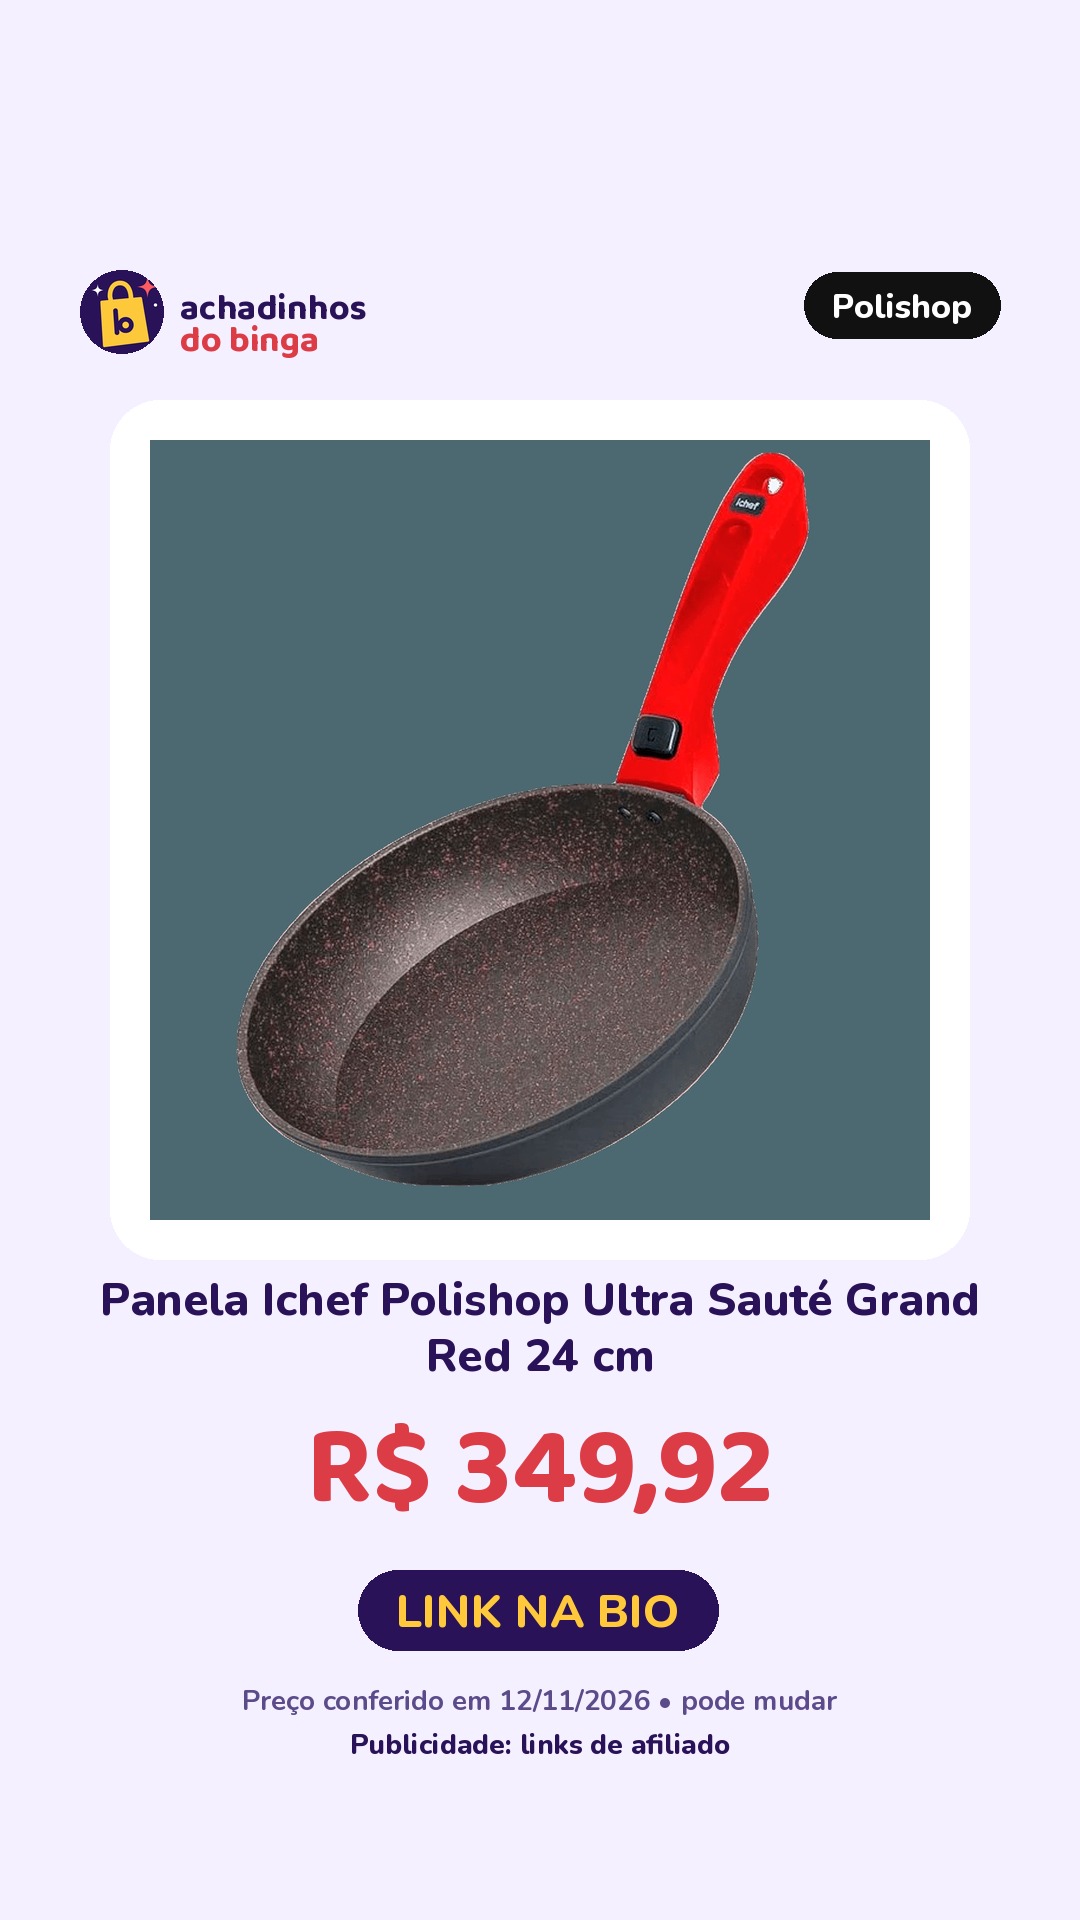 achadinhos
do binga
Polishop
ichef
Panela Ichef Polishop Ultra Sauté Grand
Red 24 cm
R$ 349,92
LINK NA BIO
Preço conferido em 12/11/2026 • pode mudar
Publicidade: links de afiliado